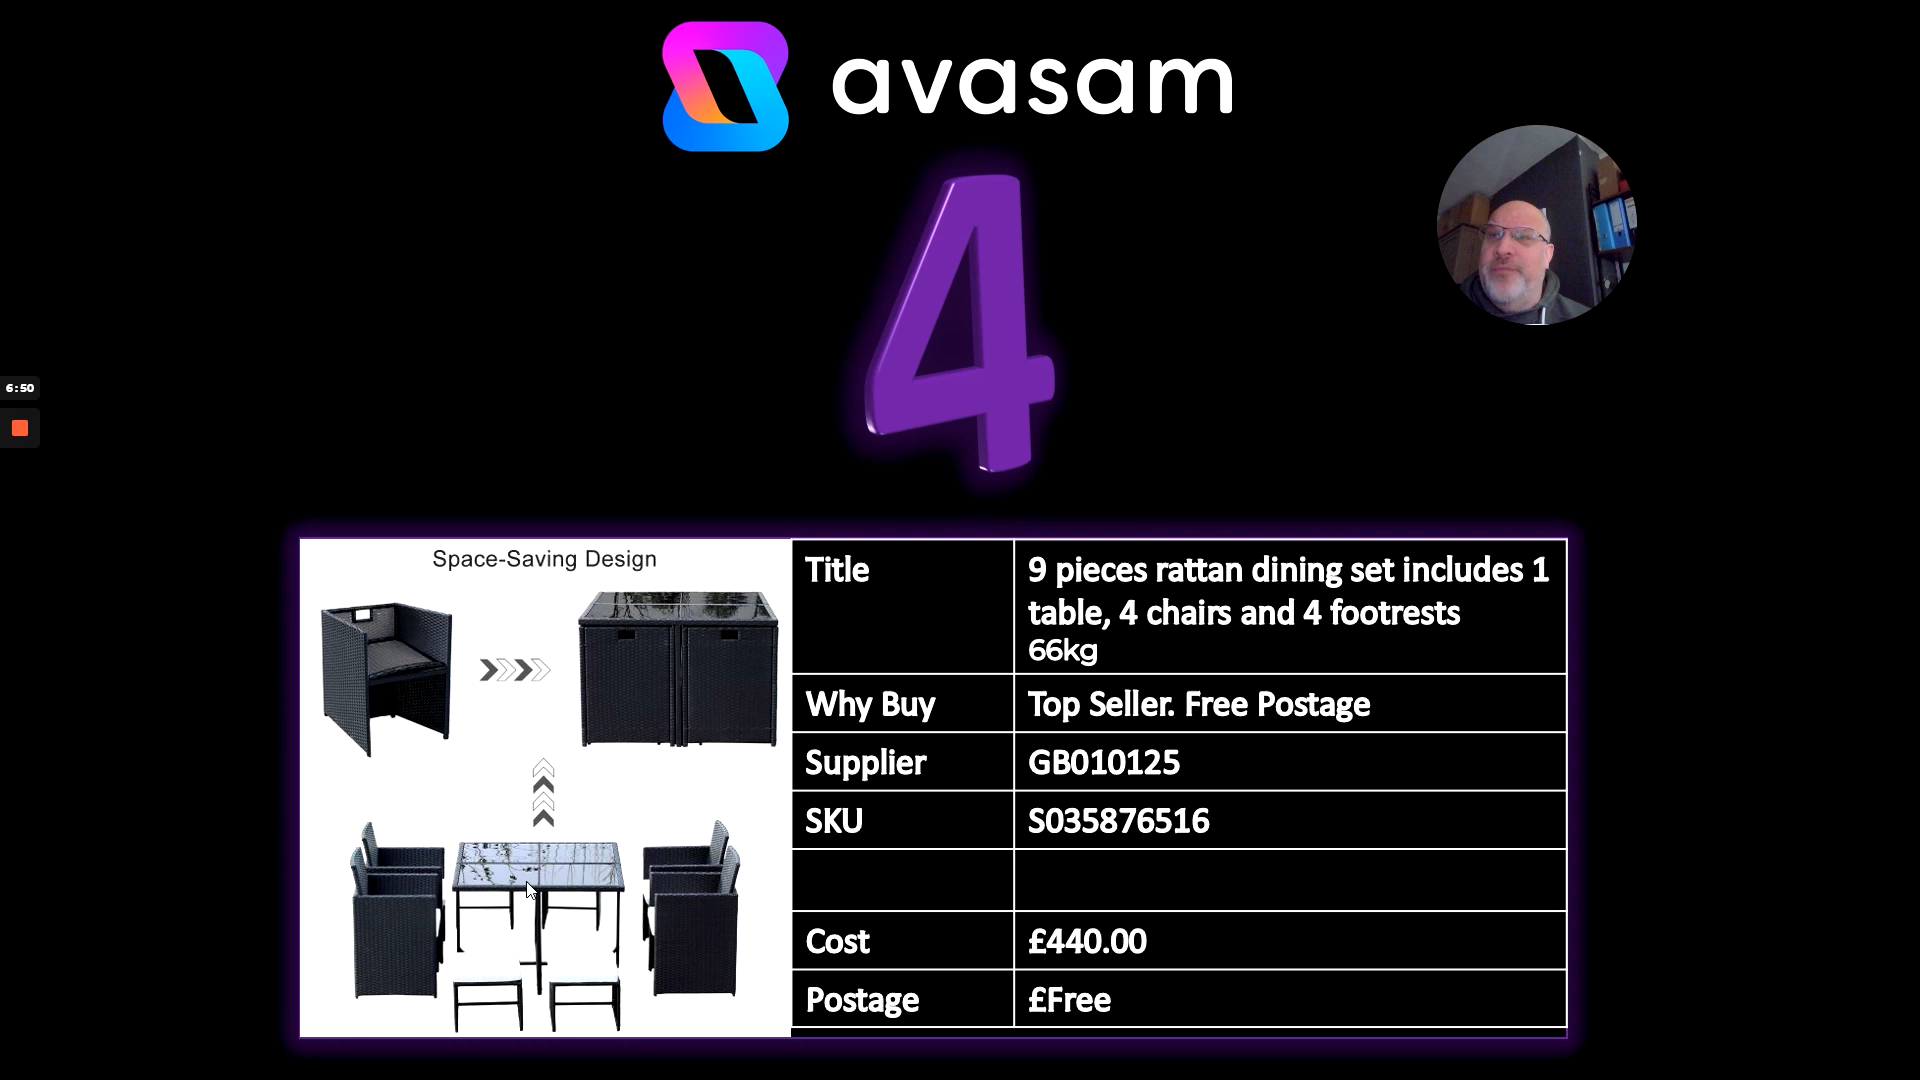 avasam
4
6:50
Space-Saving Design
Title
9 pieces rattan dining set includes 1
table, 4 chairs and 4 footrests
66kg
Why Buy
Top Seller. Free Postage
Supplier
GB010125
SKU
S035876516
Cost
£440.00
Postage
£Free